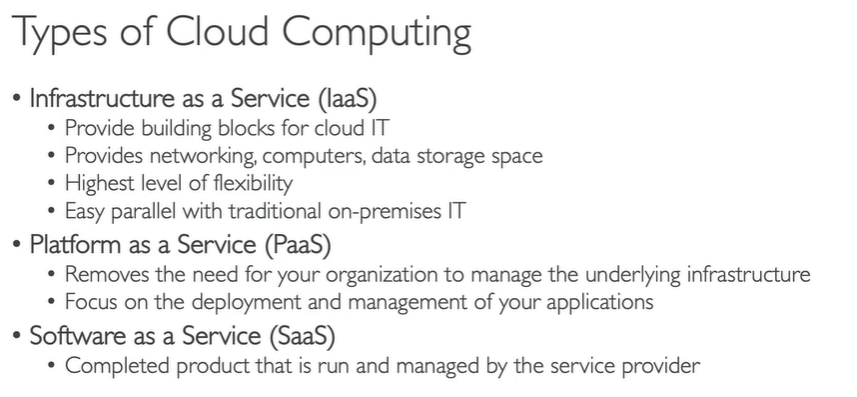 Types of Cloud Computing
• Infrastructure as a Service (IaaS)
• Provide building blocks for cloud IT
• Provides networking, computers, data storage space
• Highest level of flexibility
• Easy parallel with traditional on-premises IT
• Platform as a Service (PaaS)
• Removes the need for your organization to manage the underlying infrastructure
• Focus on the deployment and management of your applications
• Software as a Service (SaaS)
• Completed product that is run and managed by the service provider